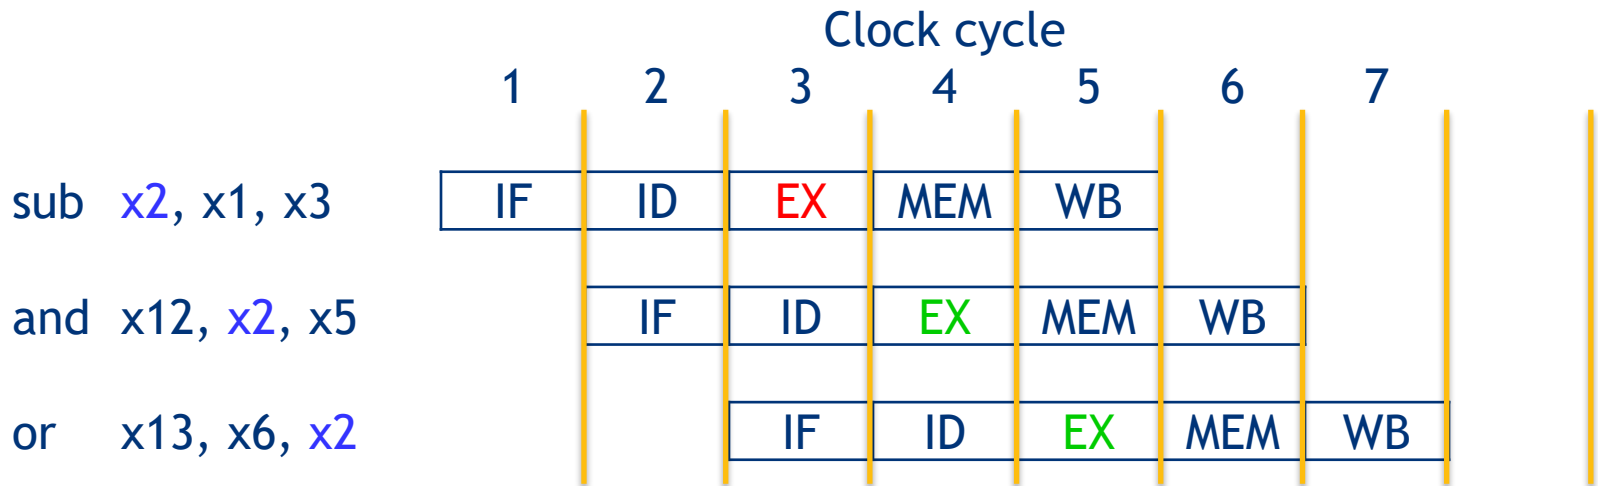 Clock cycle
1 2 3 4 5 6 7
sub x2, x1, x3 IF ID EX MEM WB
and x12, x2, x5 IF ID EX MEM WB
or x13, x6, x2 IF ID EX MEM WB